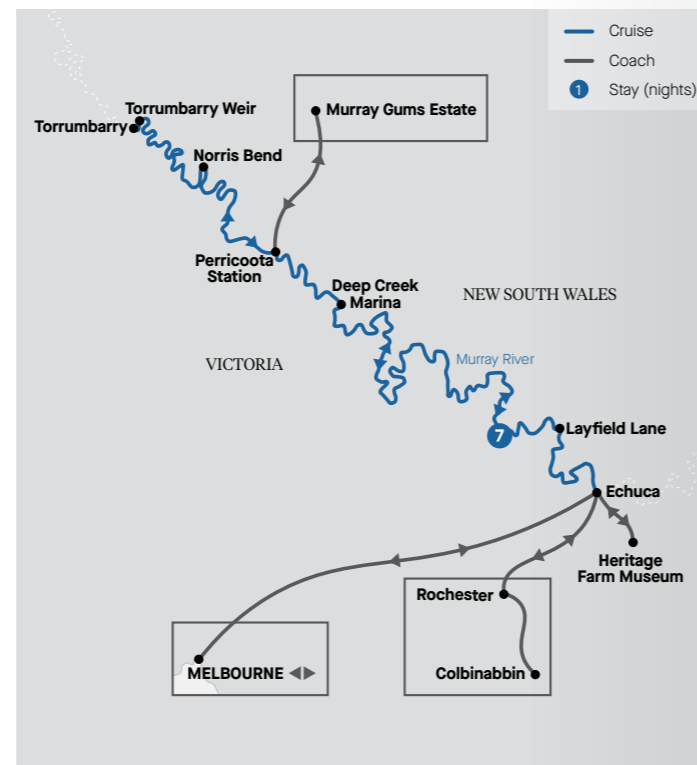 Cruise
Coach
1 Stay (nights)
Torrumbarry Weir
Torrumbarry
Murray Gums Estate
Norris Bend
Perricoota
Station
Deep Creek
Marina
NEW SOUTH WALES
VICTORIA
Murray River
7
Layfield Lane
Echuca
Heritage
Farm Museum
Rochester
MELBOURNE
Colbinabbin